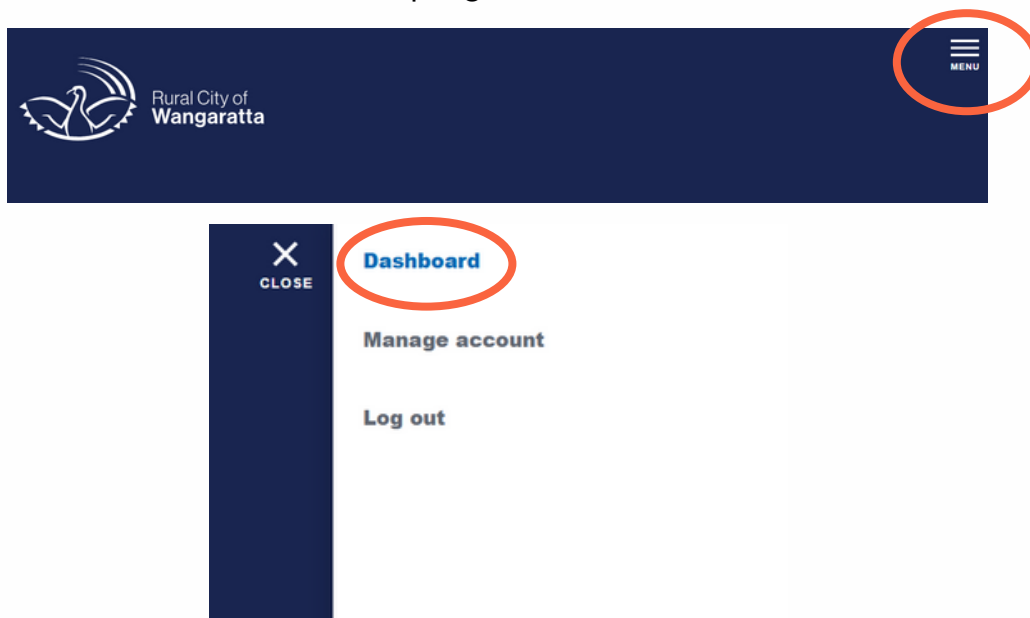 MENU
Rural City of
Wangaratta
Dashboard
CLOSE
Manage account
Log out